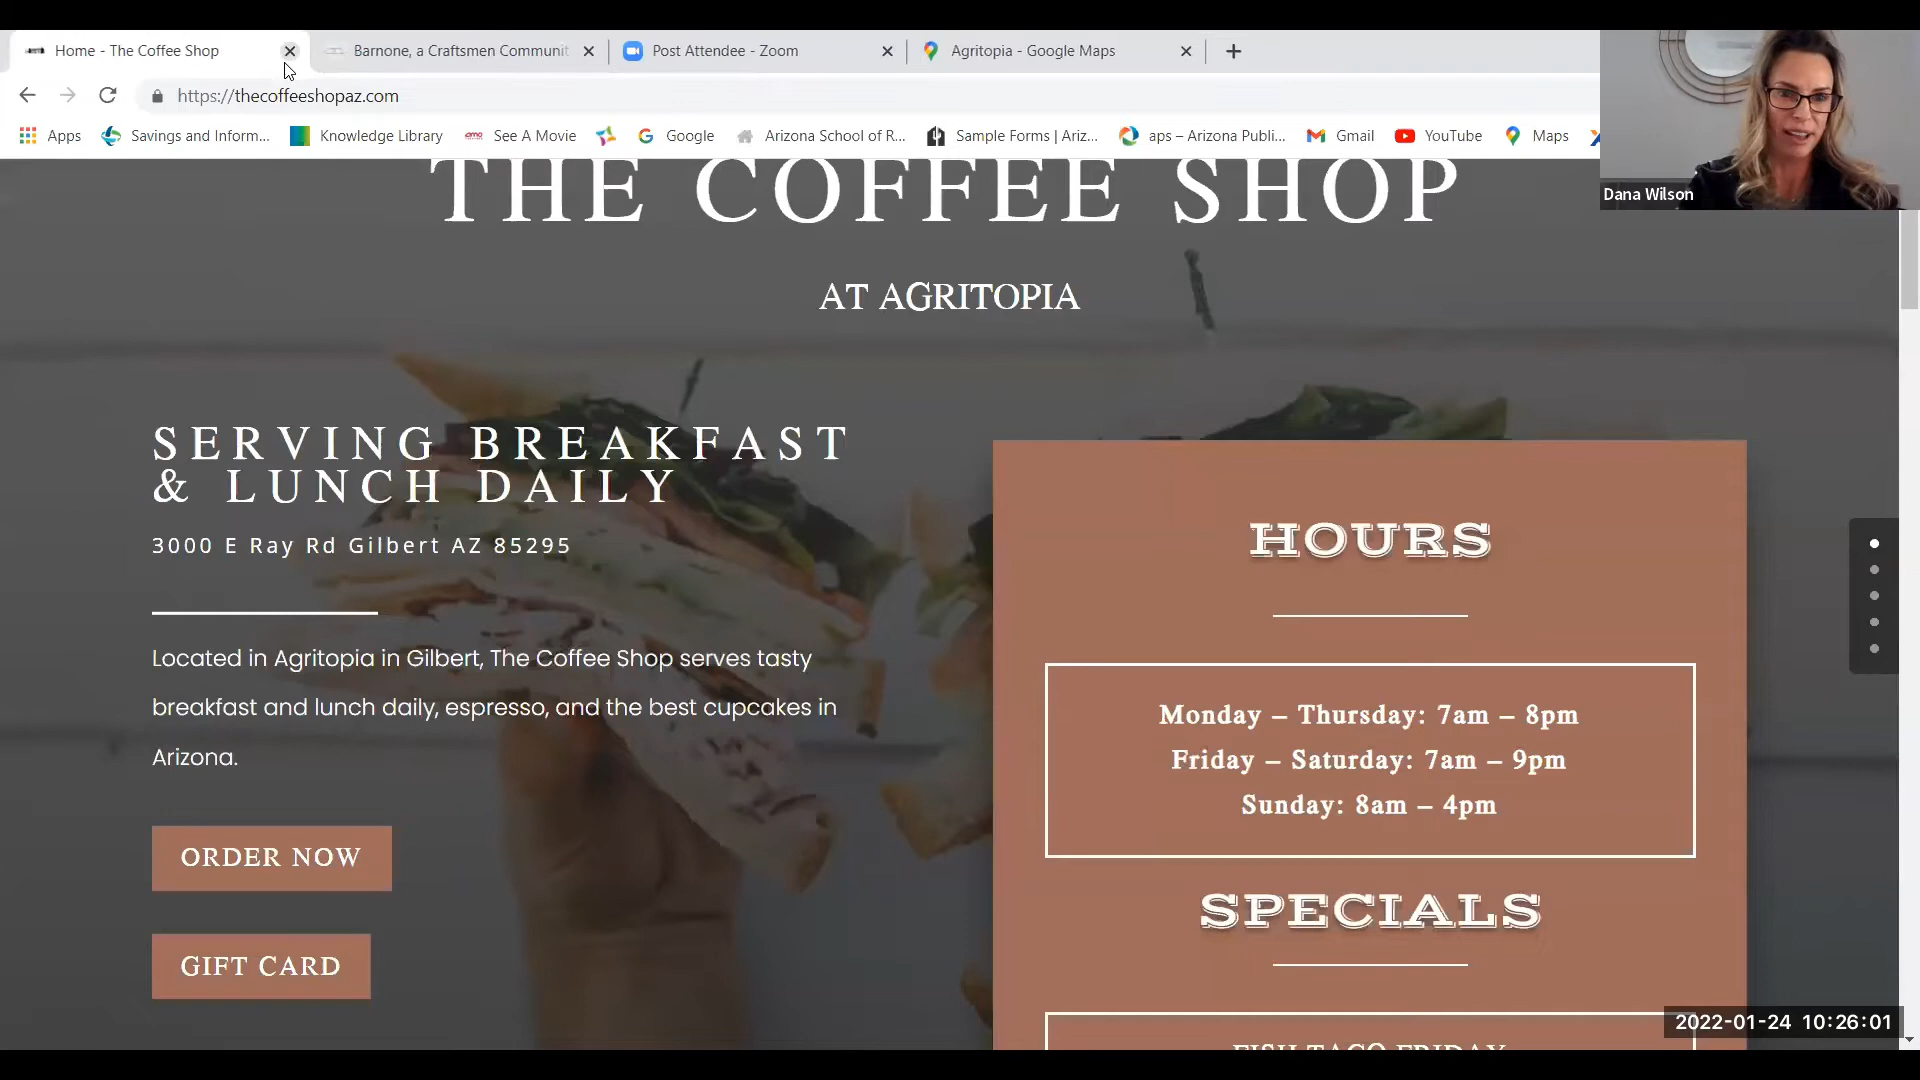 Home - The Coffee Shop
Barnone, a Craftsmen Communit
Post Attendee - Zoom
Agritopia - Google Maps
https://thecoffeeshopaz.com
Apps
Savings and Inform...
Knowledge Library
amc
See A Movie
Google
Arizona School of R...
Sample Forms | Ariz...
aps – Arizona Publi...
Gmail
YouTube
Maps
Dana Wilson
THE COFFEE SHOP
AT AGRITOPIA
SERVING BREAKFAST
& LUNCH DAILY
3000 E Ray Rd Gilbert AZ 85295
Located in Agritopia in Gilbert, The Coffee Shop serves tasty
breakfast and lunch daily, espresso, and the best cupcakes in
Arizona.
ORDER NOW
GIFT CARD
HOURS
Monday – Thursday: 7am – 8pm
Friday – Saturday: 7am – 9pm
Sunday: 8am – 4pm
SPECIALS
FISH TACO FRIDAY
2022-01-24 10:26:01